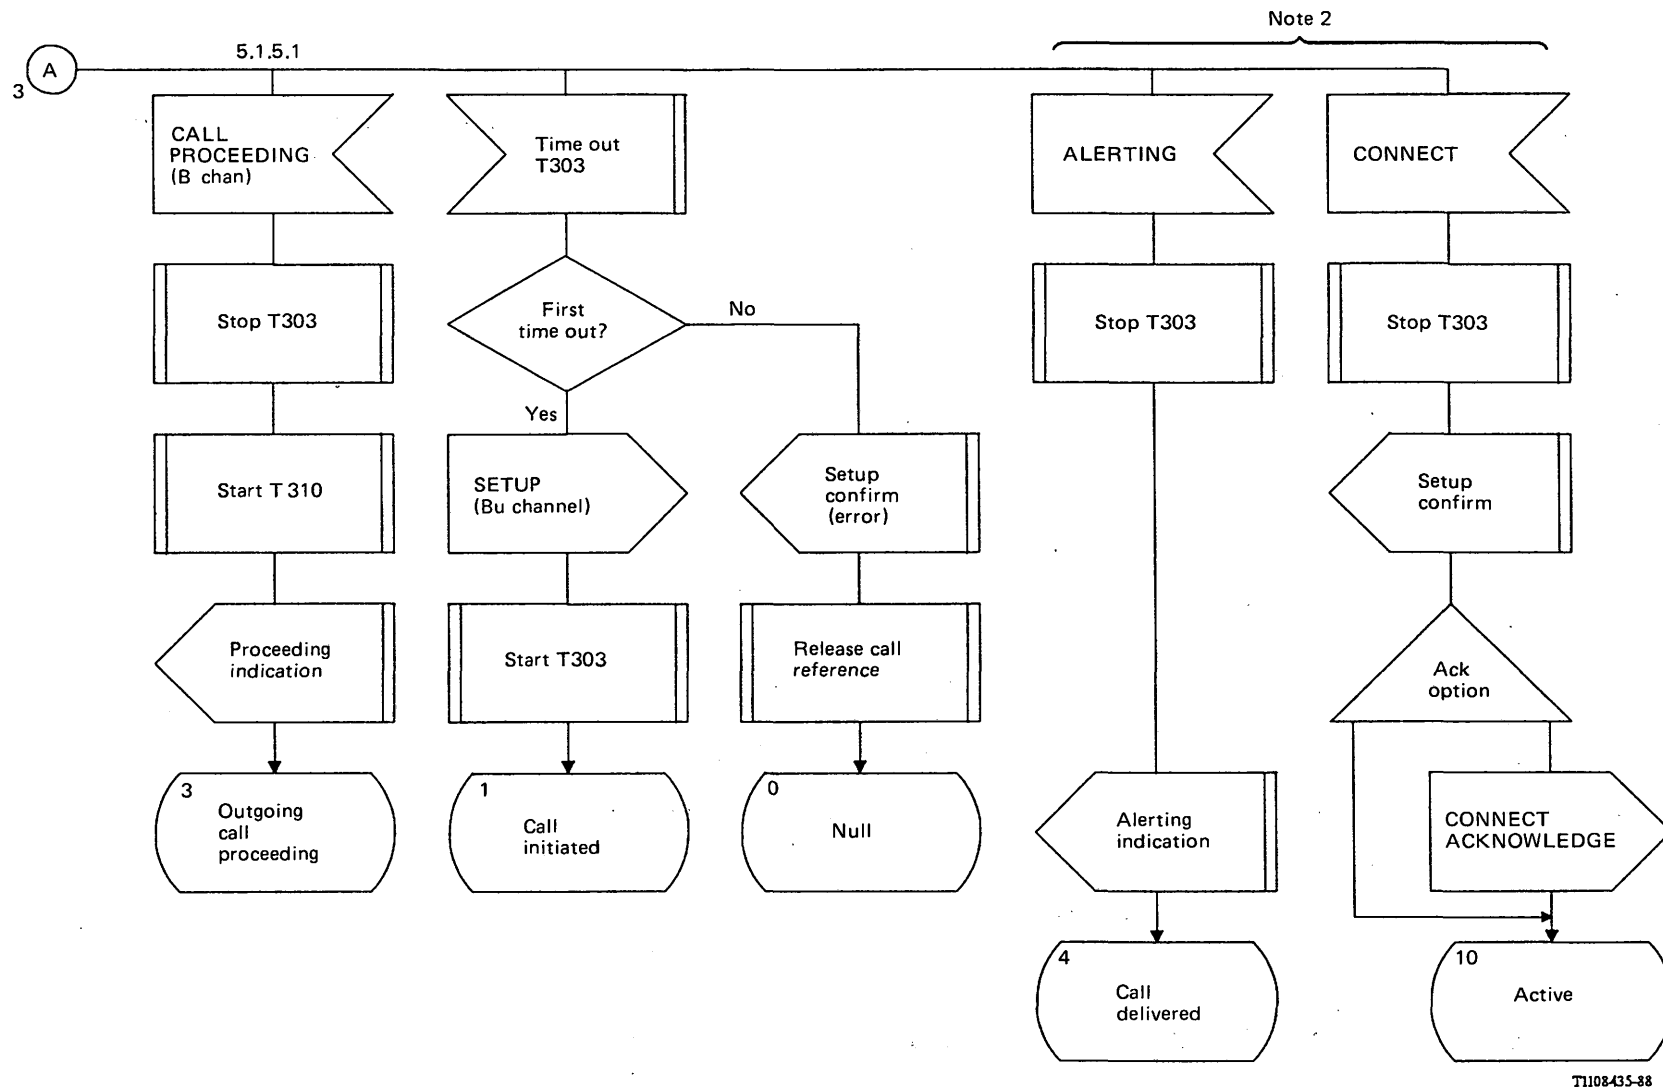 Note 2
5.1.5.1
A
3
CALL
PROCEEDING
(B chan)
Time out
T303
ALERTING
CONNECT
Stop T303
First
time out?
No
Stop T303
Stop T303
Yes
Start T 310
SETUP
(Bu channel)
Setup
confirm
(error)
Setup
confirm
Proceeding
indication
Start T303
Release call
reference
Ack
option
3
Outgoing
call
proceeding
1
Call
initiated
0
Null
Alerting
indication
CONNECT
ACKNOWLEDGE
4
Call
delivered
10
Active
T1108435-88